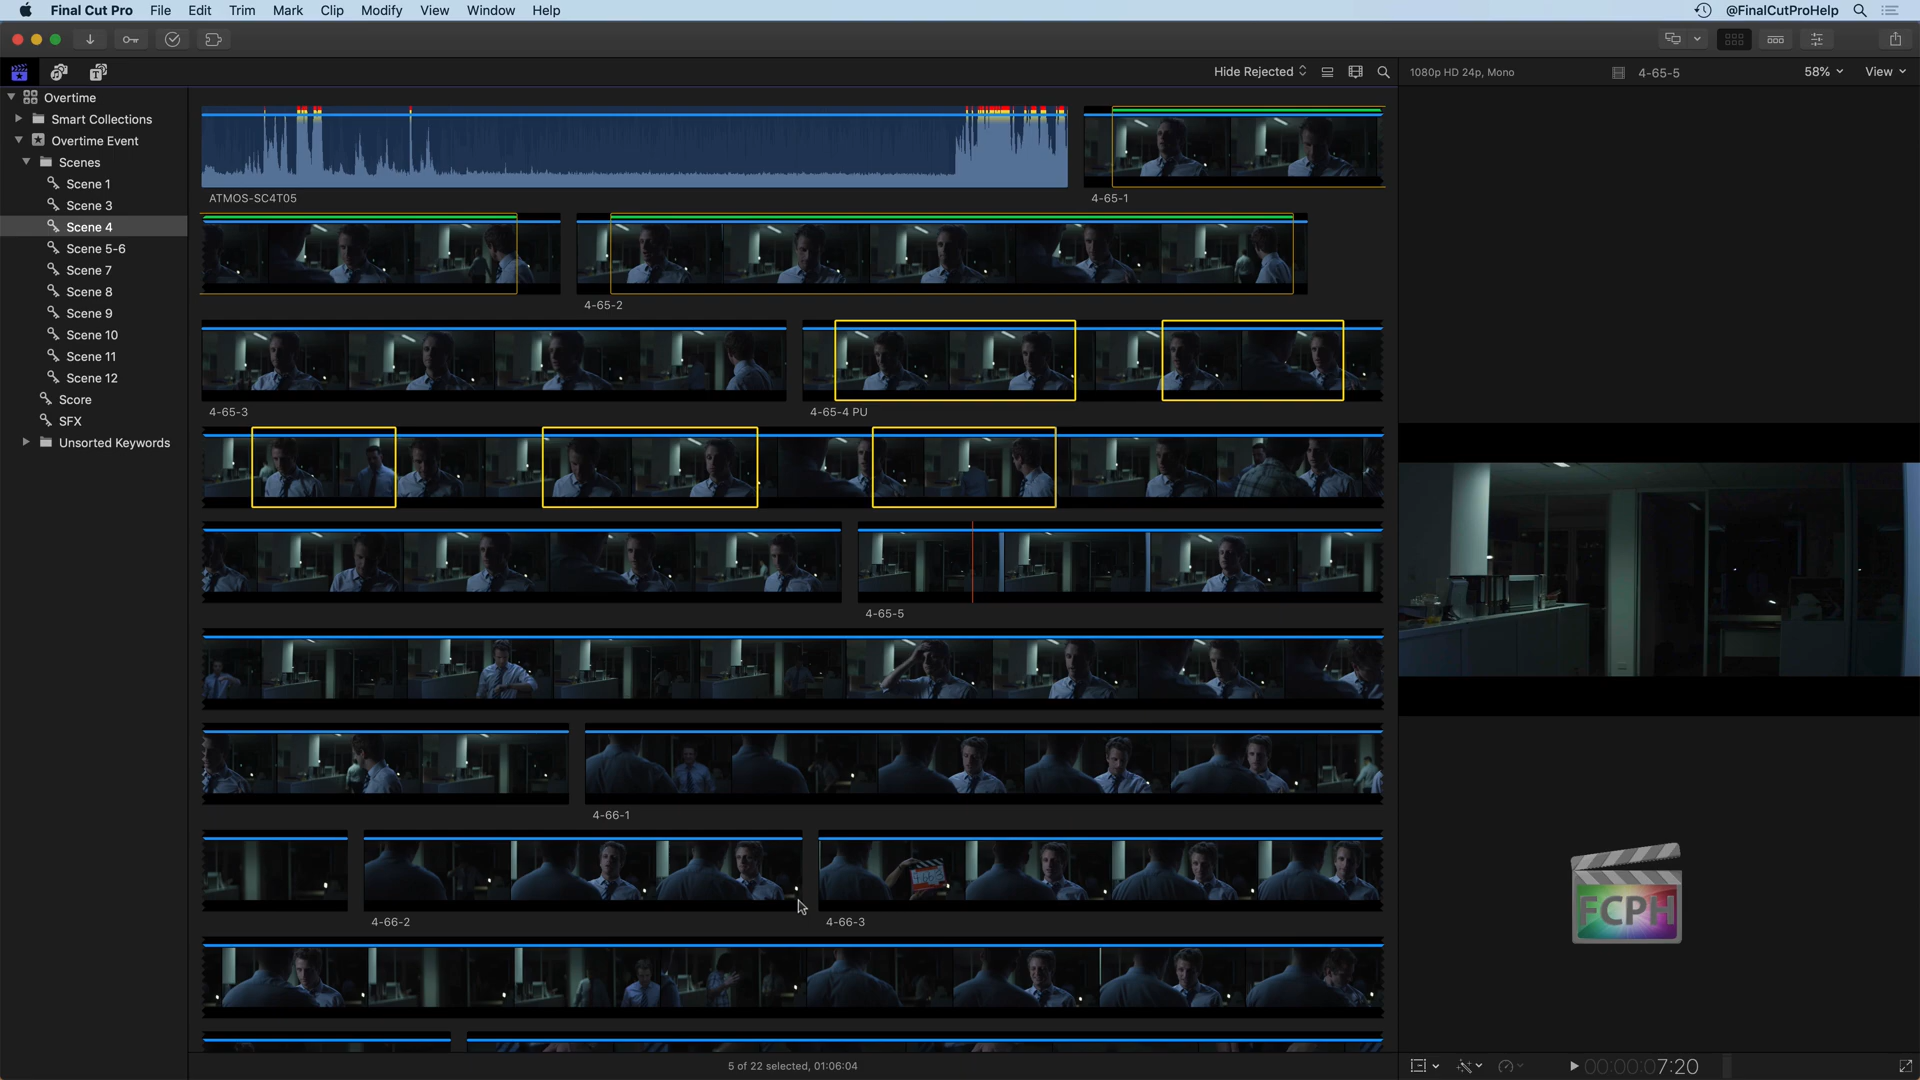 Final Cut Pro File Edit Trim Mark Clip Modify View Window Help @FinalCutProHelp
Hide Rejected 1080p HD 24p, Mono 4-65-5 58% View
Overtime
Smart Collections
Overtime Event
Scenes
Scene 1
Scene 3
Scene 4
Scene 5-6
Scene 7
Scene 8
Scene 9
Scene 10
Scene 11
Scene 12
Score
SFX
Unsorted Keywords
ATMOS-SC4T05 4-65-1
4-65-2
4-65-3 4-65-4 PU
4-65-5
4-66-1
4-66-2 4-66-3
FCPH
5 of 22 selected, 01:06:04
00:00:07:20